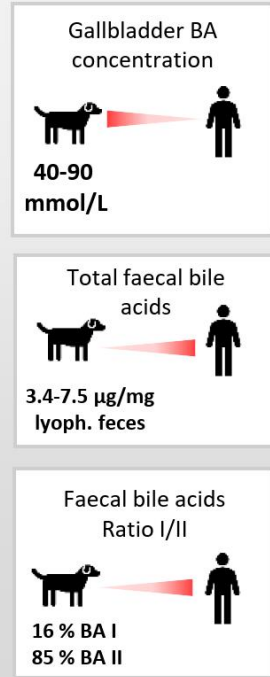 Gallbladder BA
concentration
40-90
mmol/L
Total faecal bile
acids
3.4-7.5 µg/mg
lyoph. feces
Faecal bile acids
Ratio I/II
16 % BA I
85 % BA II